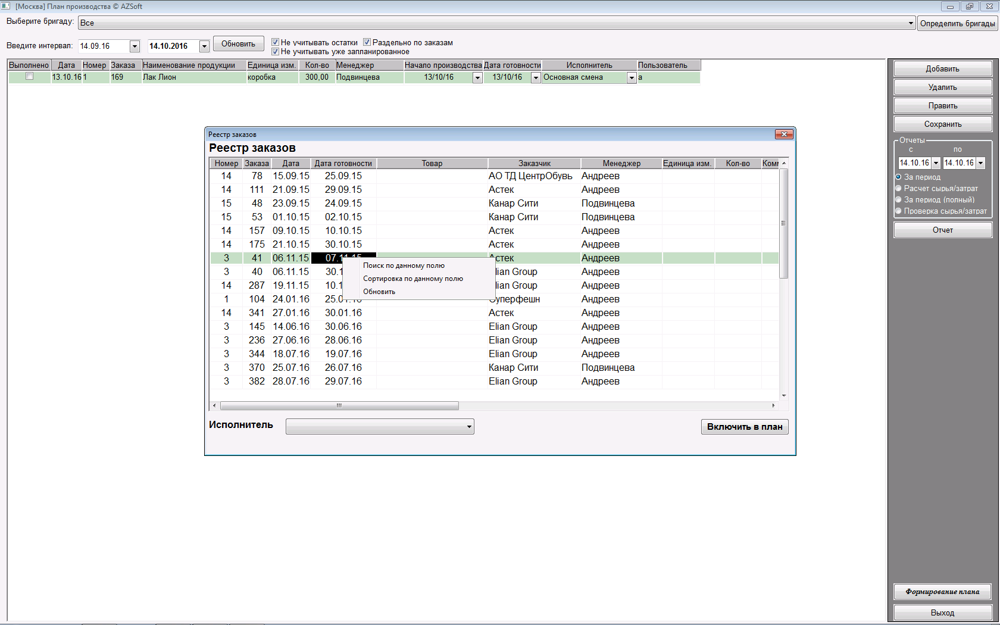 [Москва] План производства © AZSoft
Выберите бригаду: Все Определить бригады
Введите интервал: 14.09.16 14.10.2016 Обновить Не учитывать остатки Раздельно по заказам
Не учитывать уже запланированное
Выполнено Дата Номер Заказа Наименование продукции Единица изм. Кол-во Менеджер Начало производства Дата готовности Исполнитель Пользователь
13.10.16 1 169 Лак Лион коробка 300,00 Подвинцева 13/10/16 13/10/16 Основная смена а
Добавить
Удалить
Править
Сохранить
Отчеты
с по
14.10.16 14.10.16
За период
Расчет сырья/затрат
За период (полный)
Проверка сырья/затрат
Отчет
Реестр заказов
Реестр заказов
Номер Заказа Дата Дата готовности Товар Заказчик Менеджер Единица изм. Кол-во Комм
14 78 15.09.15 25.09.15 АО ТД ЦентрОбувь Андреев
14 111 21.09.15 29.09.15 Астек Андреев
15 48 23.09.15 24.09.15 Канар Сити Подвинцева
15 53 01.10.15 02.10.15 Канар Сити Подвинцева
14 157 09.10.15 10.10.15 Астек Андреев
14 175 21.10.15 30.10.15 Астек Андреев
3 41 06.11.15 07.11.15 Астек Андреев
3 40 06.11.15 30.1 lian Group Андреев
14 287 19.11.15 10.1 lian Group Андреев
1 104 24.01.16 25.01.16 Суперфешн Андреев
14 341 27.01.16 30.01.16 Астек Андреев
3 145 14.06.16 30.06.16 Elian Group Андреев
3 236 27.06.16 28.06.16 Elian Group Андреев
3 344 18.07.16 19.07.16 Elian Group Андреев
3 370 25.07.16 26.07.16 Канар Сити Подвинцева
3 382 28.07.16 29.07.16 Elian Group Андреев
Поиск по данному полю
Сортировка по данному полю
Обновить
Исполнитель Включить в план
Формирование плана
Выход